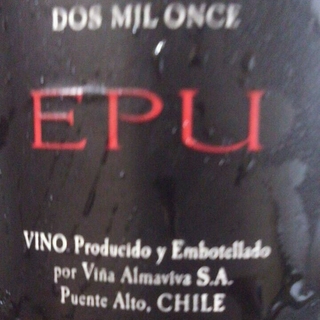 DOS MIL ONCE
EPU
VINO Producido y Embotellado
por Viña Almaviva S.A.
Puente Alto, CHILE